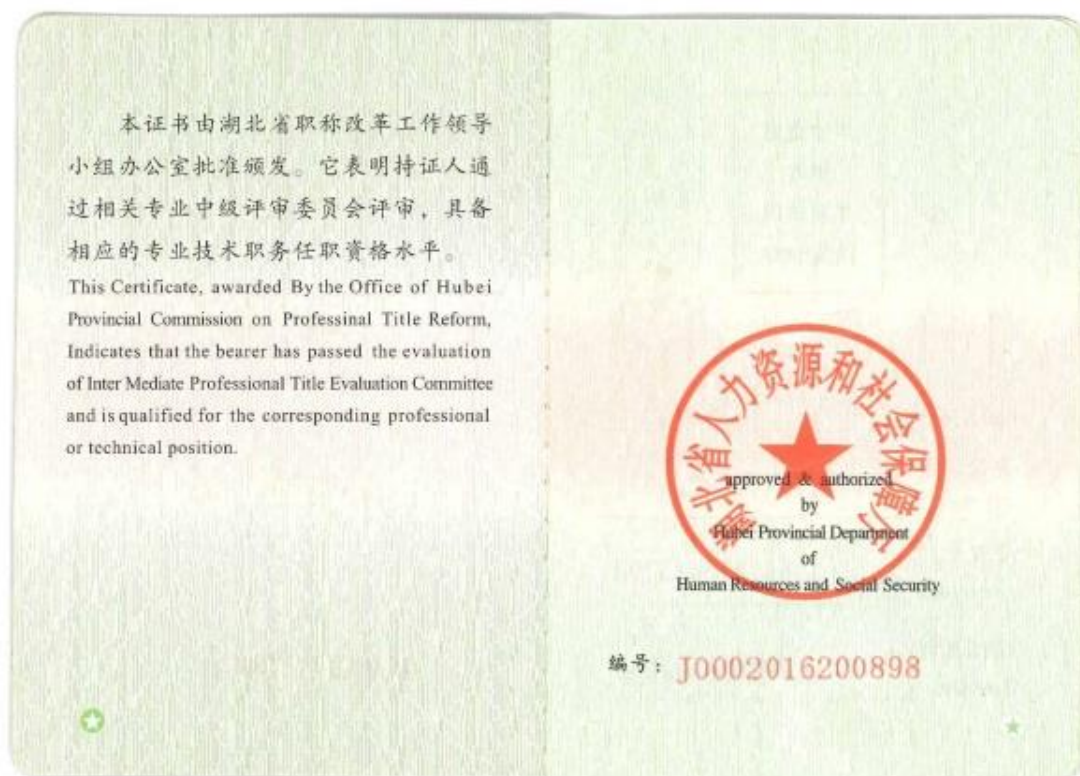 本证书由湖北省职称改革工作领导
小组办公室批准颁发。它表明持证人通
过相关专业中级评审委员会评审，具备
相应的专业技术职务任职资格水平。
This Certificate, awarded By the Office of Hubei
Provincial Commission on Professinal Title Reform,
Indicates that the bearer has passed the evaluation
of Inter Mediate Professional Title Evaluation Committee
and is qualified for the corresponding professional
or technical position.
湖北省人力资源和社会保障厅
approved & authorized
by
Hubei Provincial Department
of
Human Resources and Social Security
编号：J0002016200898